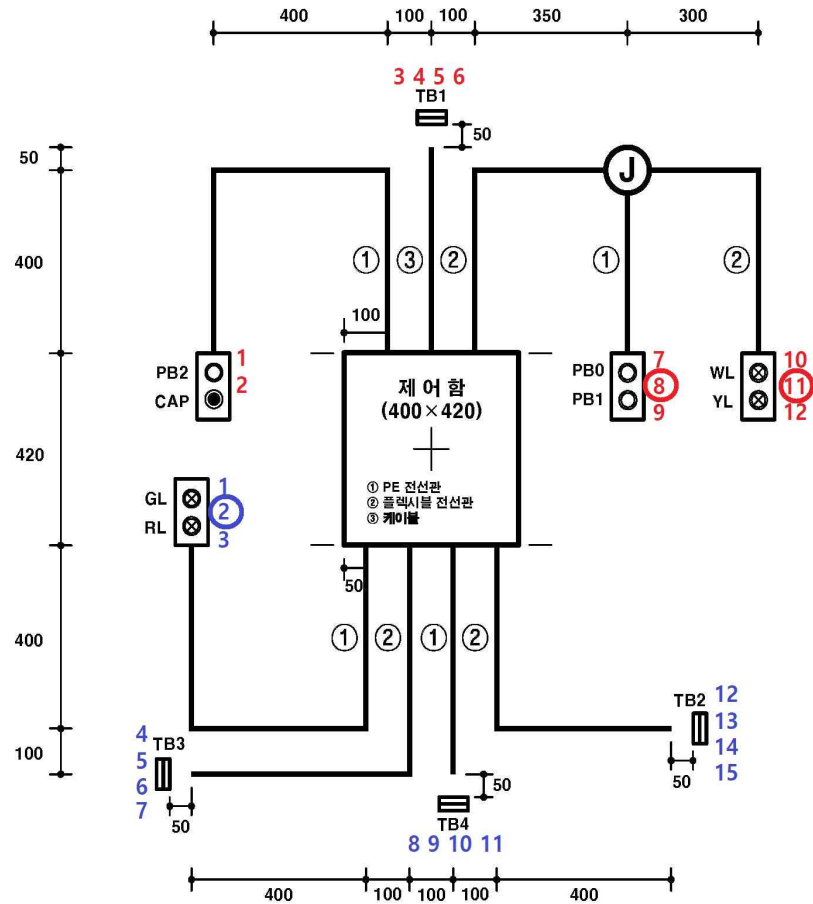 400 100 100 350 300
3 4 5 6
TB1
50
50
J
400
① ③ ② ① ②
100
PB2
CAP
1
2
제어함
(400×420)
① PE 전선관
② 플렉시블 전선관
③ 케이블
PB0
PB1
7
8
9
WL
YL
10
11
12
420
GL
RL
1
2
3
50
400
① ② ① ②
TB2
12
13
14
15
50
100
TB3
4
5
6
7
50
50
TB4
8 9 10 11
400 100 100 100 400